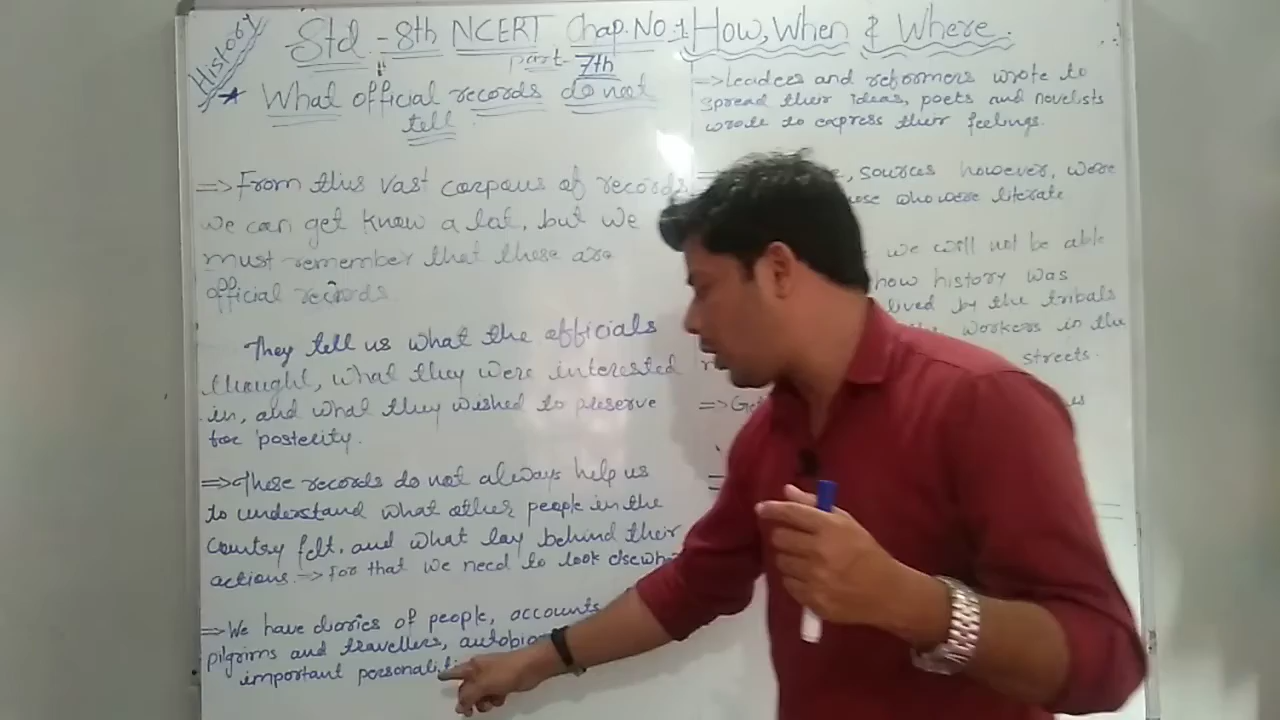 History
Std - 8th NCERT Chap. No. 1 How, When & Where.
part - 7th
* What official records do not
tell
=> From this vast corpous of records
we can get know a lot, but we
must remember that these are
official records.
They tell us what the officials
thought, what they were interested
in, and what they wished to preserve
for posterity.
=> These records do not always help us
to understand what other people in the
Country felt, and what lay behind their
actions. => For that we need to look
=> We have diaries of people, accounts
pilgrims and travellers,
important
=> Leaders and reformers wrote to
spread their ideas, poets and novelists
wrote to express their feelings.
sources however, were
who were literate
we will not be able
how history was
lived by the tribals
workers in the
streets.